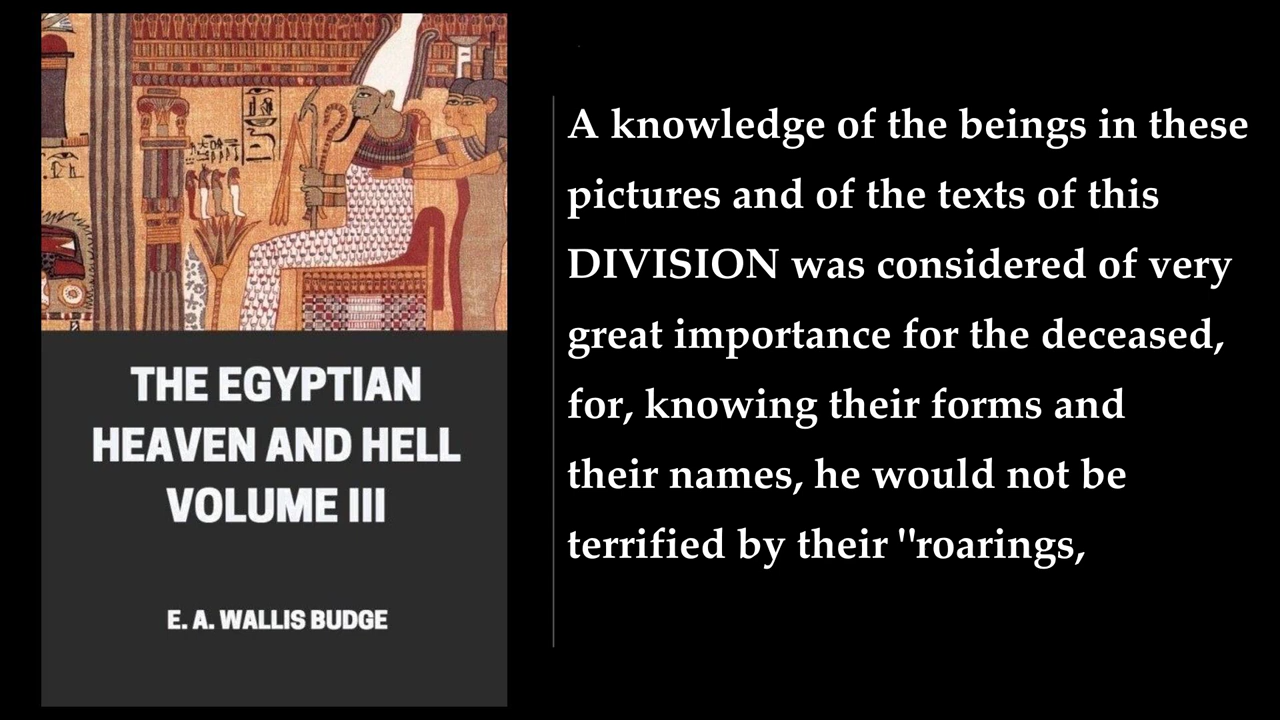 THE EGYPTIAN
HEAVEN AND HELL
VOLUME III
E. A. WALLIS BUDGE
A knowledge of the beings in these
pictures and of the texts of this
DIVISION was considered of very
great importance for the deceased,
for, knowing their forms and
their names, he would not be
terrified by their "roarings,